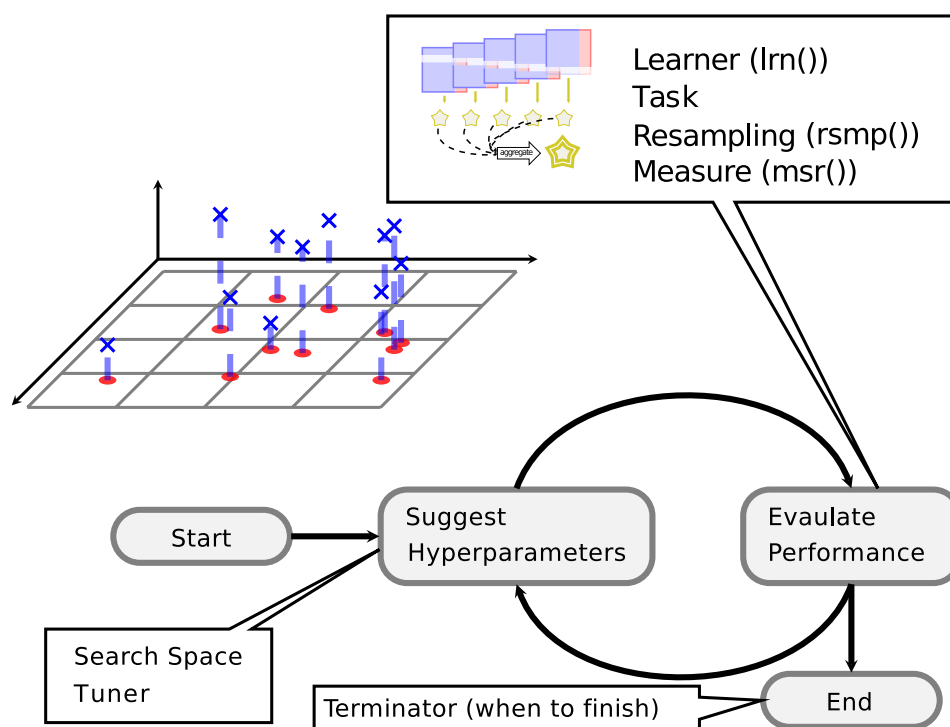 Learner (lrn())
Task
Resampling (rsmp())
Measure (msr())
aggregate
Start
Suggest
Hyperparameters
Evaulate
Performance
Search Space
Tuner
Terminator (when to finish)
End